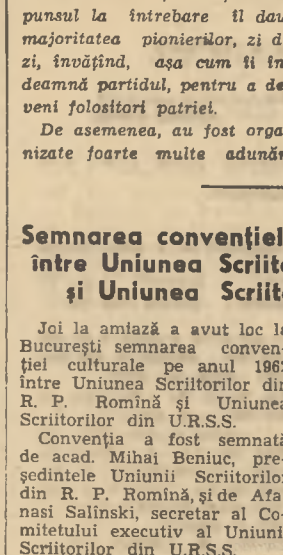 punsul la întrebare îl dau
majoritatea pionierilor, zi d
zi, învățînd, așa cum îi în
deamnă partidul, pentru a de
veni folositori patriei.
De asemenea, au fost orga
nizate foarte multe adunăr
Semnarea convenției
între Uniunea Scriito
și Uniunea Scriit
Joi la amiază a avut loc la
București semnarea conven-
ției culturale pe anul 196
între Uniunea Scriitorilor din
R. P. Romînă și Uniunea
Scriitorilor din U.R.S.S.
Convenția a fost semnată
de acad. Mihai Beniuc, pre-
ședintele Uniunii Scriitorilor
din R. P. Romînă, și de Afa-
nasi Salînski, secretar al Co-
mitetului executiv al Uniuni
Scriitorilor din U.R.S.S.